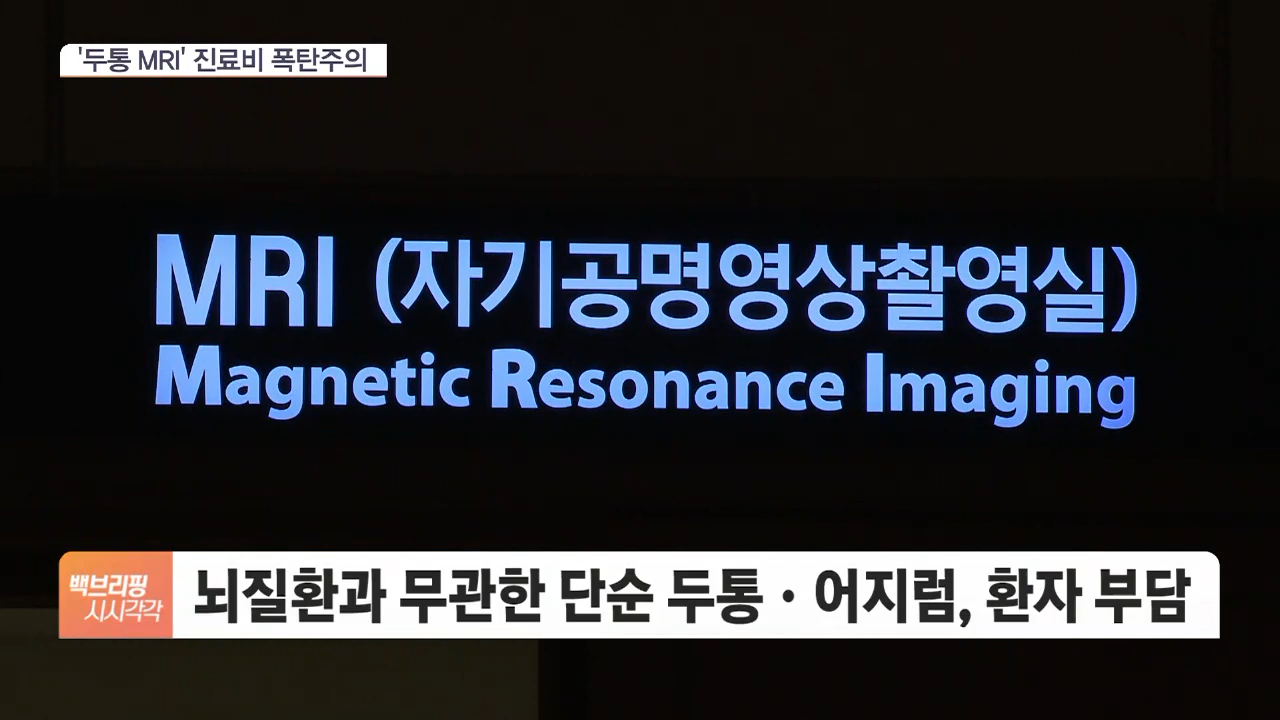 '두통 MRI' 진료비 폭탄주의
MRI (자기공명영상촬영실)
Magnetic Resonance Imaging
백브리핑
시시각각
뇌질환과 무관한 단순 두통·어지럼, 환자 부담